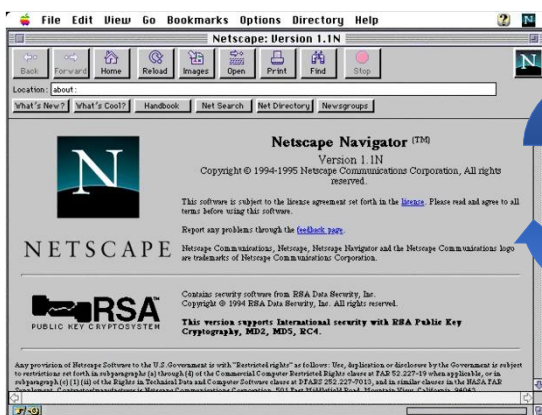 File Edit View Go Bookmarks Options Directory Help
Netscape: Version 1.1N
Back Forward Home Reload Images Open Print Find Stop
N
Location: about:
What's New? What's Cool? Handbook Net Search Net Directory Newsgroups
N
NETSCAPE
Netscape Navigator (TM)
Version 1.1N
Copyright © 1994-1995 Netscape Communications Corporation, All rights
reserved.
This software is subject to the license agreement set forth in the license. Please read and agree to all
terms before using this software.
Report any problems through the feedback page.
Netscape Communications, Netscape, Netscape Navigator and the Netscape Communications logo
are trademarks of Netscape Communications Corporation.
RSA
PUBLIC KEY CRYPTOSYSTEM
Contains security software from RSA Data Security, Inc.
Copyright © 1994 RSA Data Security, Inc. All rights reserved.
This version supports International security with RSA Public Key
Cryptography, MD2, MD5, RC4.
Any provision of Netscape Software to the U.S. Government is with "Restricted rights" as follows: Use, duplication or disclosure by the Government is subject
to restrictions set forth in subparagraphs (a) through (d) of the Commercial Computer Restricted Rights clause at FAR 52.227-19 when applicable, or in
subparagraph (c) (1) (ii) of the Rights in Technical Data and Computer Software clause at DFARS 252.227-7013, and in similar clauses in the NASA FAR